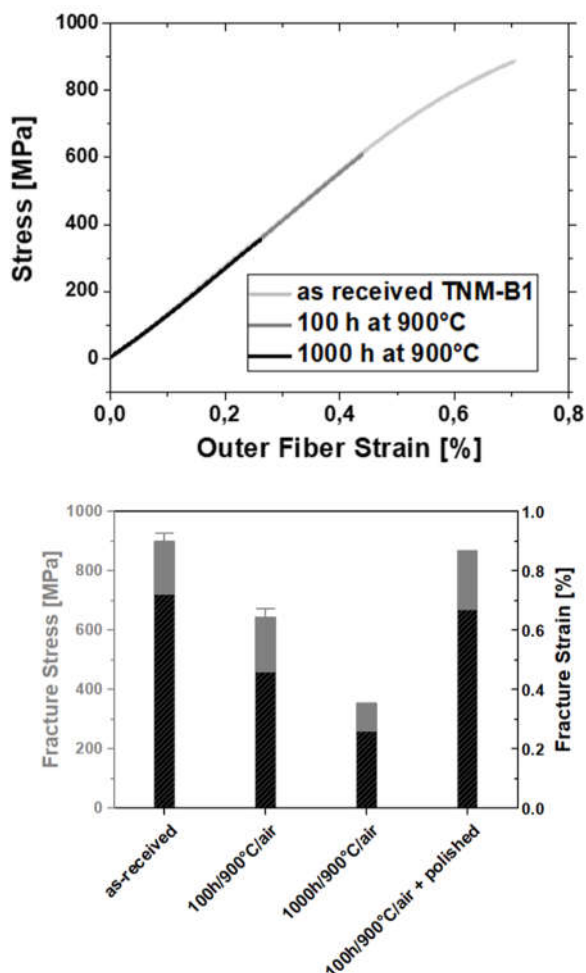 1000
800
600
400
200
0
Stress [MPa]
as received TNM-B1
100 h at 900°C
1000 h at 900°C
0,0 0,2 0,4 0,6 0,8
Outer Fiber Strain [%]
1000
800
600
400
200
0
Fracture Stress [MPa]
1.0
0.8
0.6
0.4
0.2
0.0
Fracture Strain [%]
as-received
100h/900°C/air
1000h/900°C/air
100h/900°C/air + polished